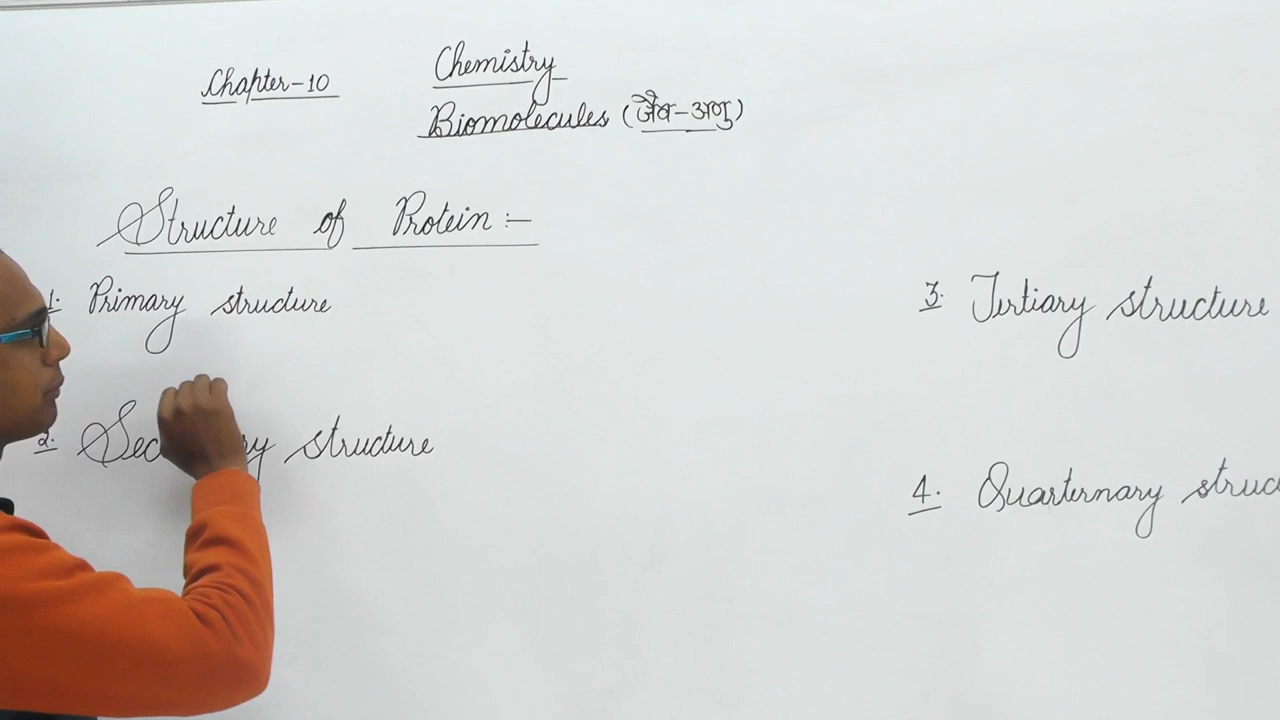 Chapter-10
Chemistry
Biomolecules (जैव-अणु)
Structure of Protein :-
1. Primary structure
2. structure
3. Tertiary structure
4. Quarternary